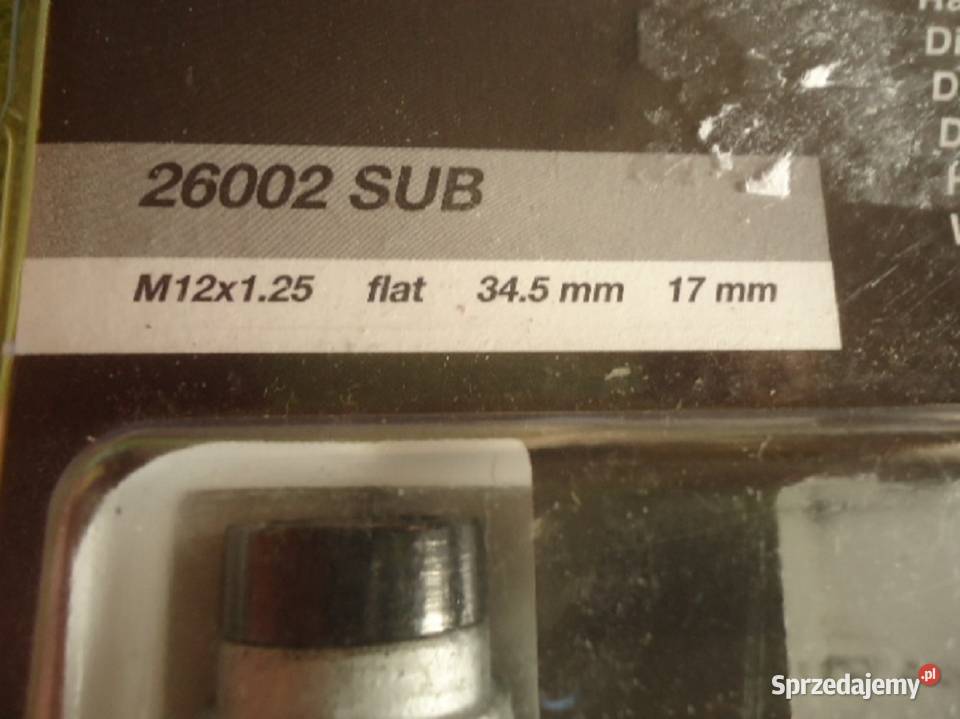 26002 SUB
M12x1.25 flat 34.5 mm 17 mm
Sprzedajemy.pl